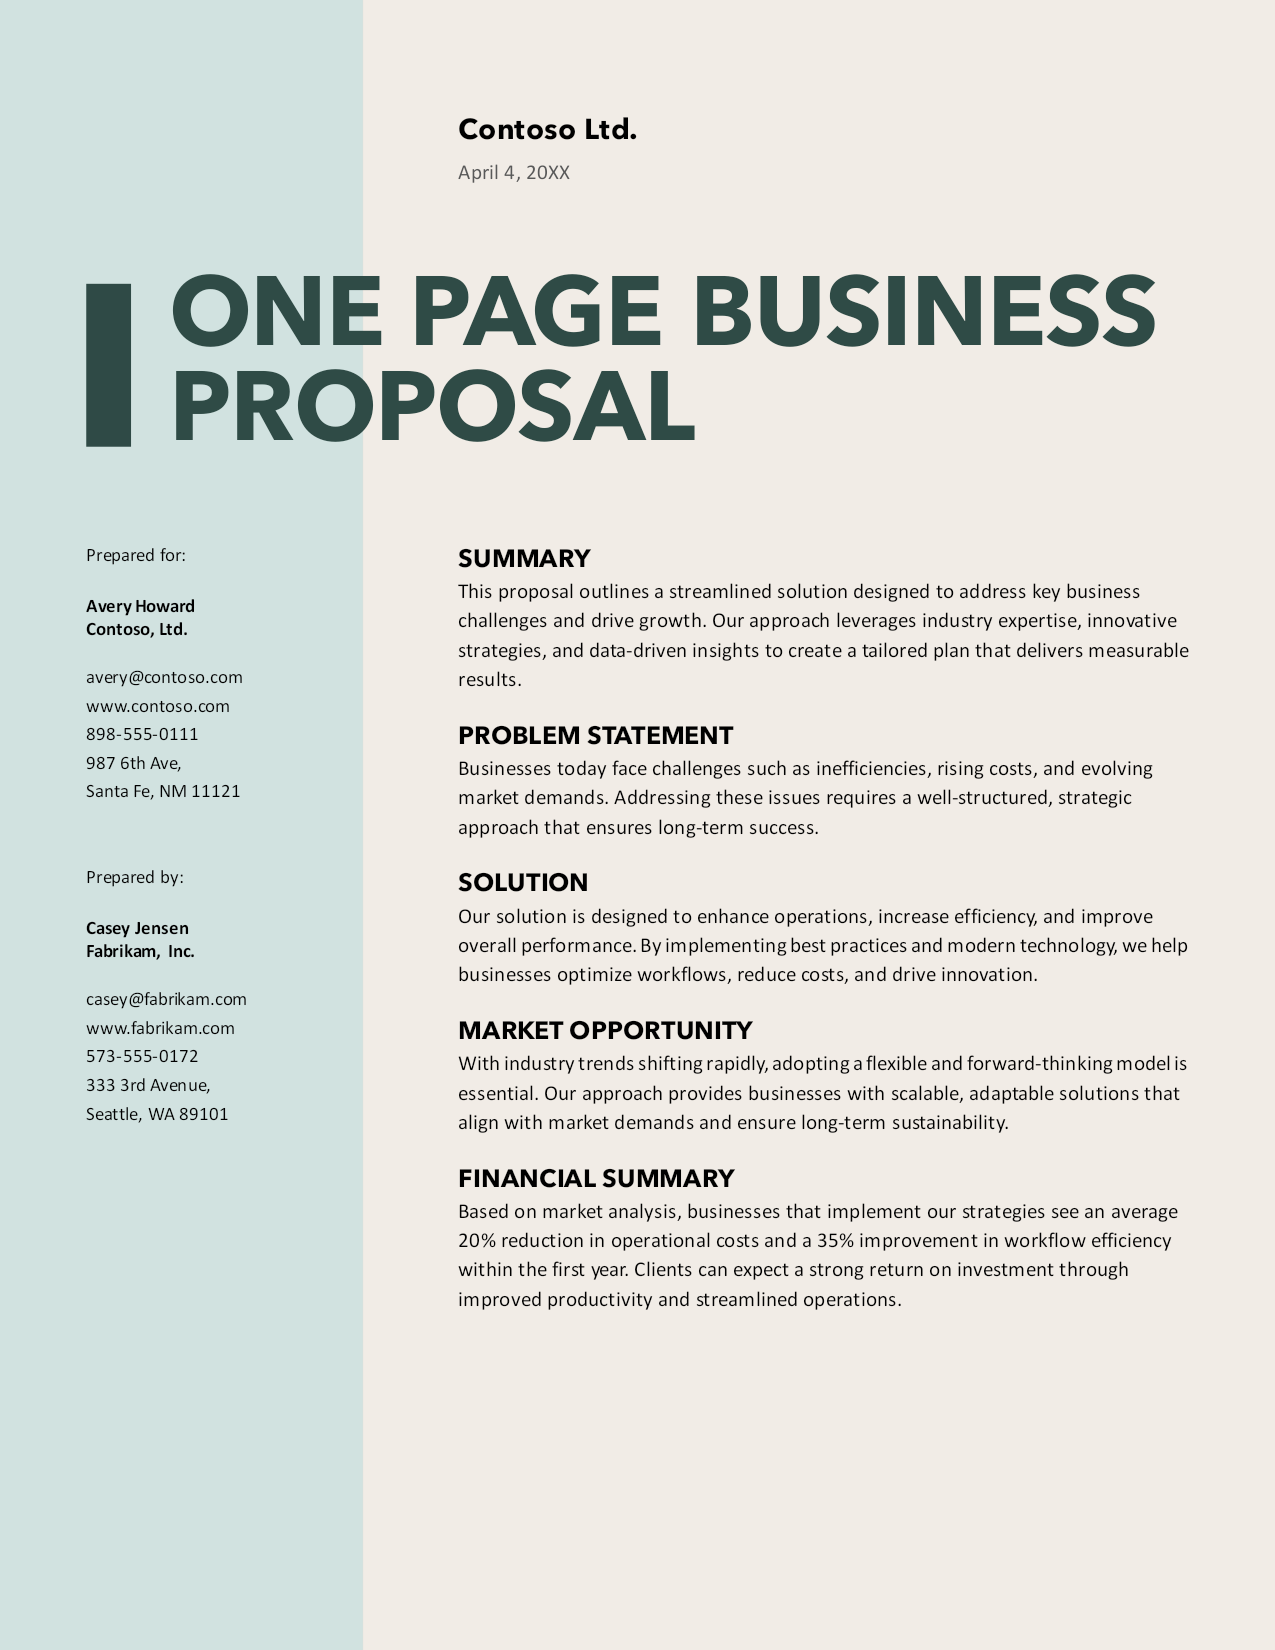 Contoso Ltd.
April 4, 20XX
ONE PAGE BUSINESS
PROPOSAL
Prepared for:
Avery Howard
Contoso, Ltd.
avery@contoso.com
www.contoso.com
898-555-0111
987 6th Ave,
Santa Fe, NM 11121
Prepared by:
Casey Jensen
Fabrikam, Inc.
casey@fabrikam.com
www.fabrikam.com
573-555-0172
333 3rd Avenue,
Seattle, WA 89101
SUMMARY
This proposal outlines a streamlined solution designed to address key business
challenges and drive growth. Our approach leverages industry expertise, innovative
strategies, and data-driven insights to create a tailored plan that delivers measurable
results.
PROBLEM STATEMENT
Businesses today face challenges such as inefficiencies, rising costs, and evolving
market demands. Addressing these issues requires a well-structured, strategic
approach that ensures long-term success.
SOLUTION
Our solution is designed to enhance operations, increase efficiency, and improve
overall performance. By implementing best practices and modern technology, we help
businesses optimize workflows, reduce costs, and drive innovation.
MARKET OPPORTUNITY
With industry trends shifting rapidly, adopting a flexible and forward-thinking model is
essential. Our approach provides businesses with scalable, adaptable solutions that
align with market demands and ensure long-term sustainability.
FINANCIAL SUMMARY
Based on market analysis, businesses that implement our strategies see an average
20% reduction in operational costs and a 35% improvement in workflow efficiency
within the first year. Clients can expect a strong return on investment through
improved productivity and streamlined operations.